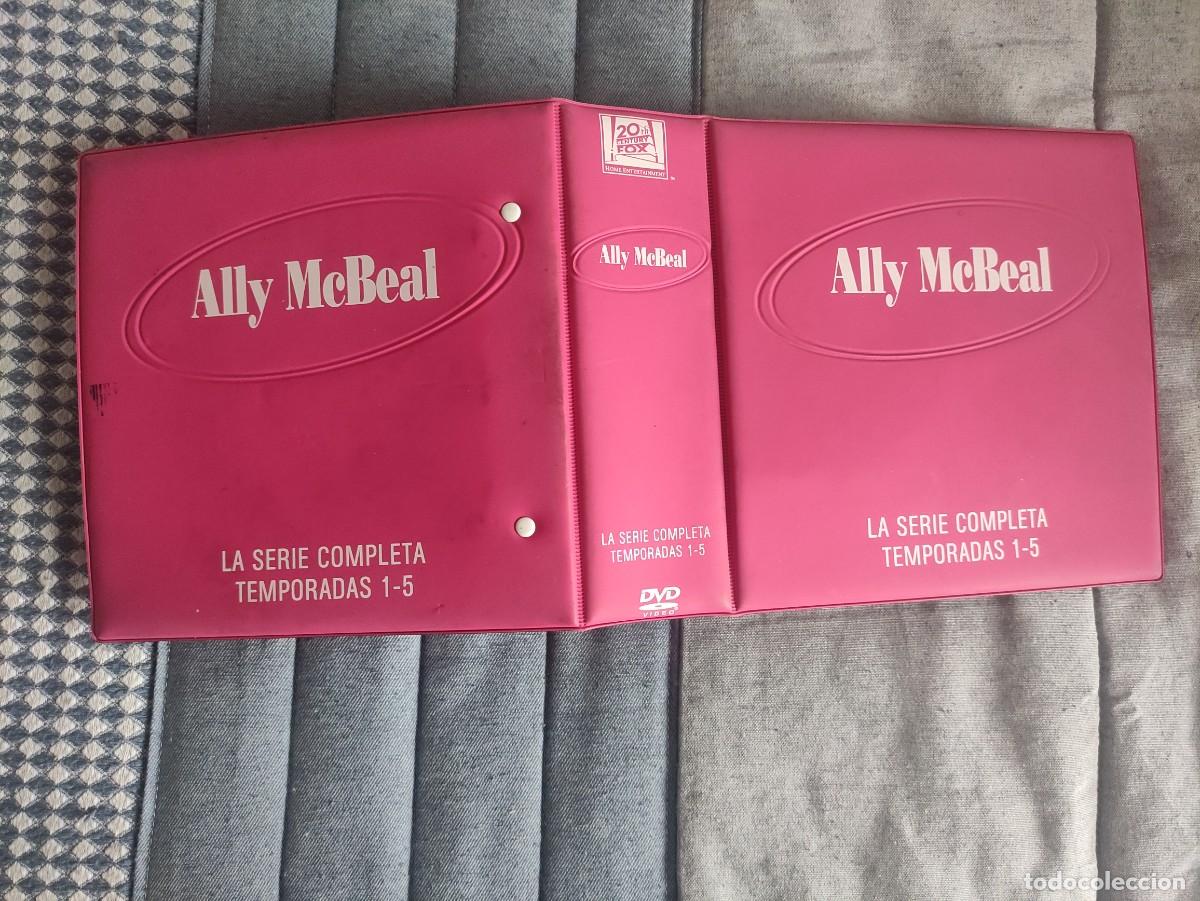 Ally McBeal
LA SERIE COMPLETA
TEMPORADAS 1-5
20th
CENTURY
FOX
HOME ENTERTAINMENT
TM
Ally McBeal
LA SERIE COMPLETA
TEMPORADAS 1-5
DVD
VIDEO
Ally McBeal
LA SERIE COMPLETA
TEMPORADAS 1-5
todocoleccion